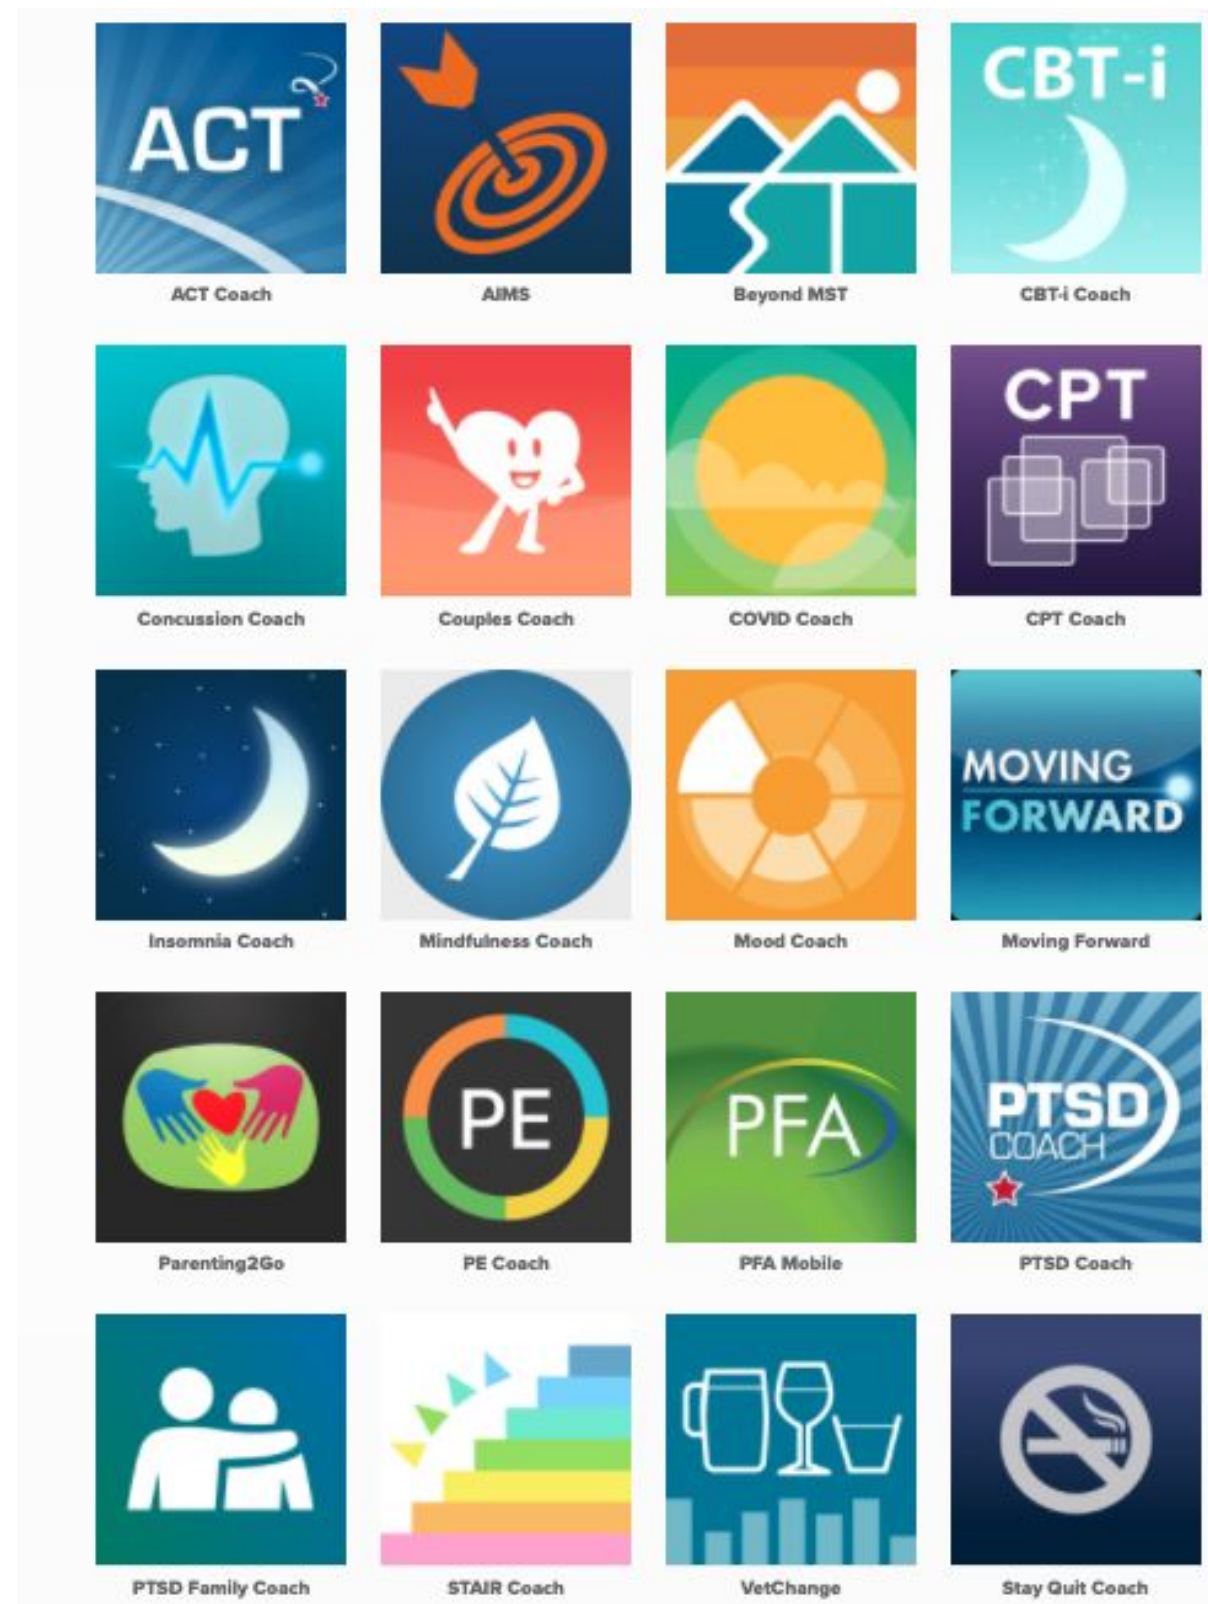 ACT
ACT Coach
AIMS
Beyond MST
CBT-i
CBT-i Coach
Concussion Coach
Couples Coach
COVID Coach
CPT
CPT Coach
Insomnia Coach
Mindfulness Coach
Mood Coach
MOVING
FORWARD
Moving Forward
Parenting2Go
PE
PE Coach
PFA
PFA Mobile
PTSD
COACH
PTSD Coach
PTSD Family Coach
STAIR Coach
VetChange
Stay Quit Coach